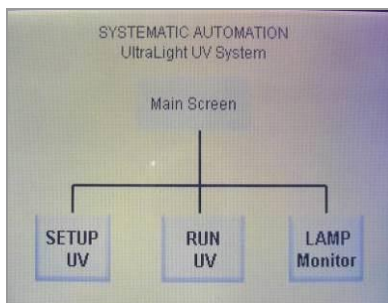 SYSTEMATIC AUTOMATION
UltraLight UV System
Main Screen
SETUP
UV
RUN
UV
LAMP
Monitor